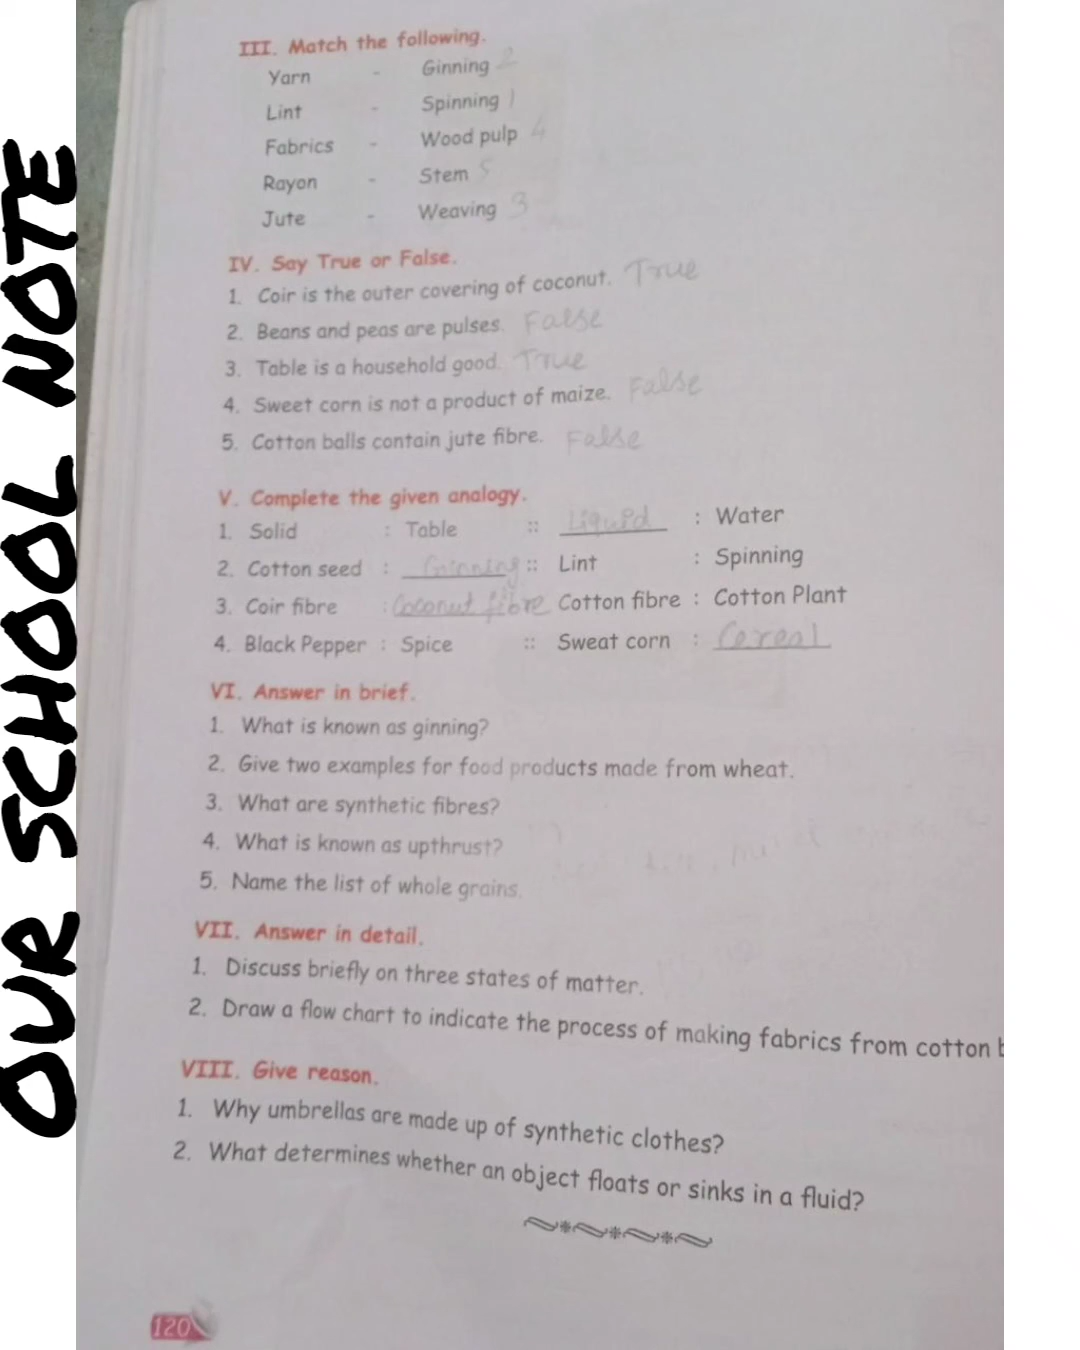 OUR SCHOOL NOTE
III. Match the following.
Yarn - Ginning 2
Lint - Spinning 1
Fabrics - Wood pulp 4
Rayon - Stem 5
Jute - Weaving 3
IV. Say True or False.
1. Coir is the outer covering of coconut. True
2. Beans and peas are pulses. False
3. Table is a household good. True
4. Sweet corn is not a product of maize. False
5. Cotton balls contain jute fibre. False
V. Complete the given analogy.
1. Solid : Table :: Liquid : Water
2. Cotton seed : Ginning :: Lint : Spinning
3. Coir fibre : Coconut fibre Cotton fibre : Cotton Plant
4. Black Pepper : Spice :: Sweat corn : Cereal
VI. Answer in brief.
1. What is known as ginning?
2. Give two examples for food products made from wheat.
3. What are synthetic fibres?
4. What is known as upthrust?
5. Name the list of whole grains.
VII. Answer in detail.
1. Discuss briefly on three states of matter.
2. Draw a flow chart to indicate the process of making fabrics from cotton
VIII. Give reason.
1. Why umbrellas are made up of synthetic clothes?
2. What determines whether an object floats or sinks in a fluid?
120